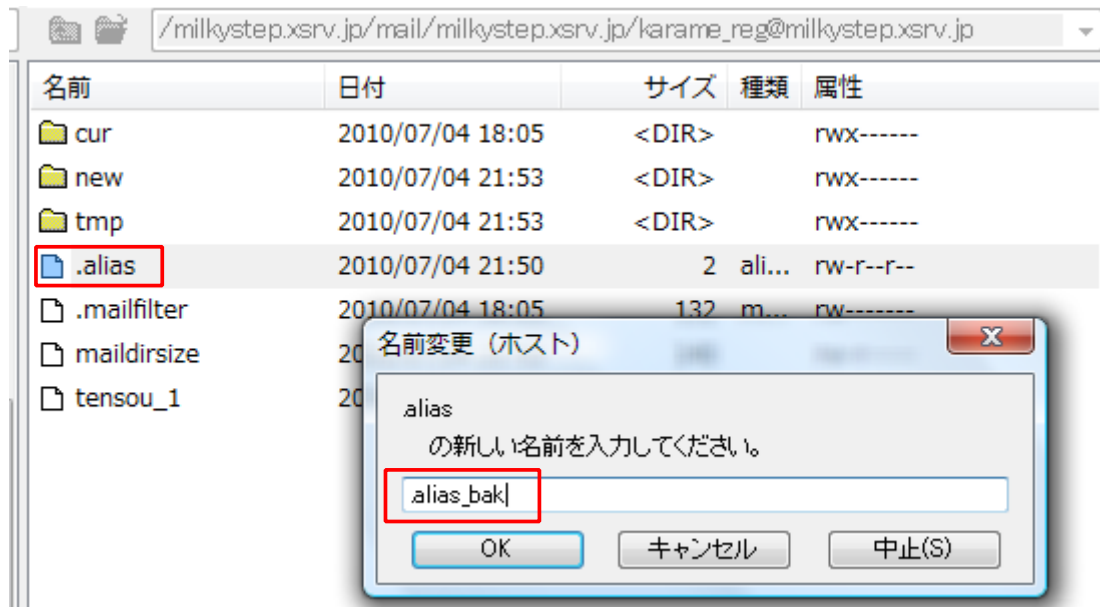 /milkystep.xsrv.jp/mail/milkystep.xsrv.jp/karame_reg@milkystep.xsrv.jp
名前 日付 サイズ 種類 属性
cur 2010/07/04 18:05 <DIR> rwx------
new 2010/07/04 21:53 <DIR> rwx------
tmp 2010/07/04 21:53 <DIR> rwx------
.alias 2010/07/04 21:50 2 ali... rw-r--r--
.mailfilter 2010/07/04 18:05 132 m... rw-------
maildirsize 20
tensou_1 20
名前変更（ホスト）
.alias
の新しい名前を入力してください。
.alias_bak
OK キャンセル 中止(S)